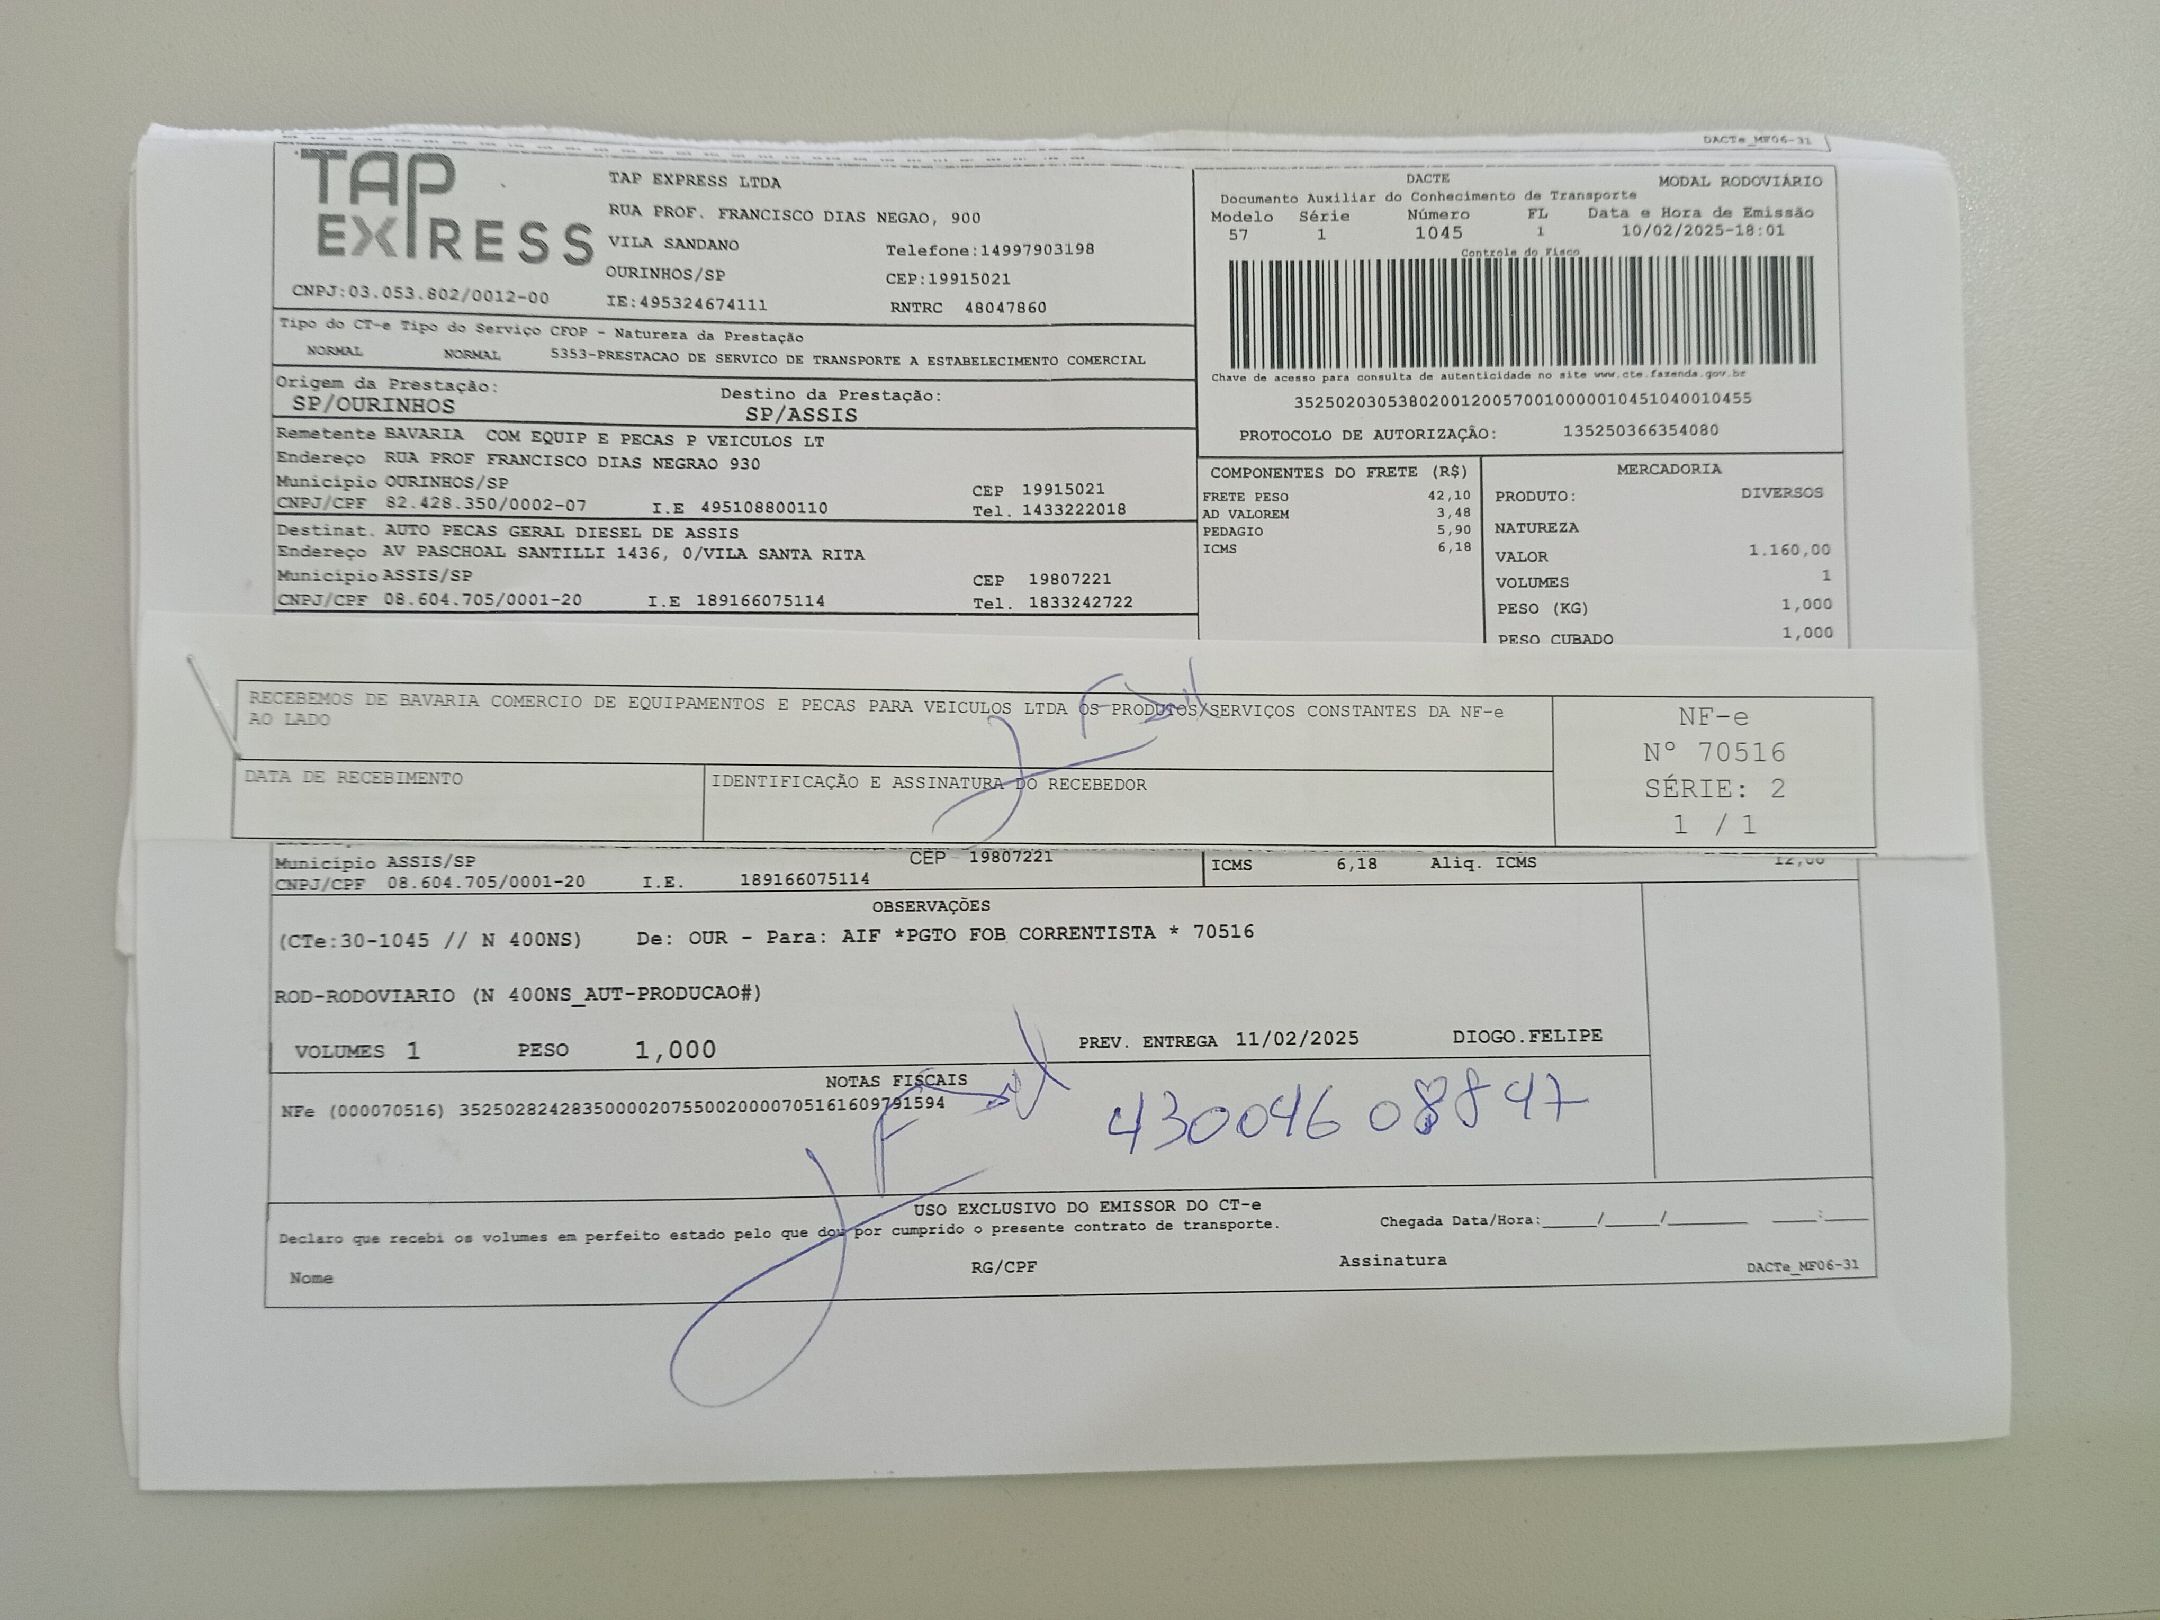 DACTe_MF06-31
TAP EXPRESS
TAP EXPRESS LTDA
RUA PROF. FRANCISCO DIAS NEGAO, 900
VILA SANDANO Telefone:14997903198
OURINHOS/SP CEP:19915021
CNPJ:03.053.802/0012-00 IE:495324674111 RNTRC 48047860
DACTE MODAL RODOVIÁRIO
Documento Auxiliar do Conhecimento de Transporte
Modelo Série Número FL Data e Hora de Emissão
57 1 1045 1 10/02/2025-18:01
Controle do Fisco
Chave de acesso para consulta de autenticidade no site www.cte.fazenda.gov.br
35250203053802001200570010000010451040010455
PROTOCOLO DE AUTORIZAÇÃO: 135250366354080
Tipo do CT-e Tipo do Serviço CFOP - Natureza da Prestação
NORMAL NORMAL 5353-PRESTACAO DE SERVICO DE TRANSPORTE A ESTABELECIMENTO COMERCIAL
Origem da Prestação: Destino da Prestação:
SP/OURINHOS SP/ASSIS
Remetente BAVARIA COM EQUIP E PECAS P VEICULOS LT
Endereço RUA PROF FRANCISCO DIAS NEGRAO 930
Município OURINHOS/SP CEP 19915021
CNPJ/CPF 82.428.350/0002-07 I.E 495108800110 Tel. 1433222018
Destinat. AUTO PECAS GERAL DIESEL DE ASSIS
Endereço AV PASCHOAL SANTILLI 1436, 0/VILA SANTA RITA
Município ASSIS/SP CEP 19807221
CNPJ/CPF 08.604.705/0001-20 I.E 189166075114 Tel. 1833242722
COMPONENTES DO FRETE (R$)
FRETE PESO 42,10
AD VALOREM 3,48
PEDAGIO 5,90
ICMS 6,18
MERCADORIA
PRODUTO: DIVERSOS
NATUREZA
VALOR 1.160,00
VOLUMES 1
PESO (KG) 1,000
PESO CUBADO 1,000
RECEBEMOS DE BAVARIA COMERCIO DE EQUIPAMENTOS E PECAS PARA VEICULOS LTDA OS PRODUTOS/SERVIÇOS CONSTANTES DA NF-e
AO LADO
DATA DE RECEBIMENTO IDENTIFICAÇÃO E ASSINATURA DO RECEBEDOR
NF-e
Nº 70516
SÉRIE: 2
1 / 1
Município ASSIS/SP CEP 19807221
CNPJ/CPF 08.604.705/0001-20 I.E. 189166075114
ICMS 6,18 Aliq. ICMS 12,00
OBSERVAÇÕES
(CTe:30-1045 // N 400NS) De: OUR - Para: AIF *PGTO FOB CORRENTISTA * 70516
ROD-RODOVIARIO (N 400NS_AUT-PRODUCAO#)
VOLUMES 1 PESO 1,000 PREV. ENTREGA 11/02/2025 DIOGO.FELIPE
NOTAS FISCAIS
NFe (000070516) 35250282428350000207550020000705161609791594
43004608847
USO EXCLUSIVO DO EMISSOR DO CT-e
Declaro que recebi os volumes em perfeito estado pelo que dou por cumprido o presente contrato de transporte. Chegada Data/Hora:_____/_____/_______ ____:____
Nome RG/CPF Assinatura DACTe_MF06-31